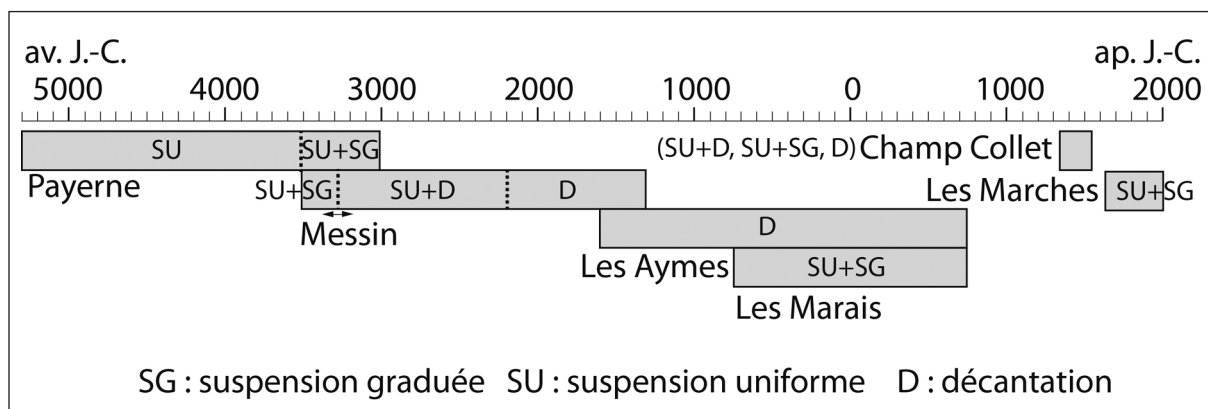 av. J.-C. ap. J.-C.
5000 4000 3000 2000 1000 0 1000 2000
SU SU+SG (SU+D, SU+SG, D) Champ Collet
Payerne SU+SG SU+D D Les Marches SU+SG
Messin D
Les Aymes SU+SG
Les Marais
SG : suspension graduée SU : suspension uniforme D : décantation